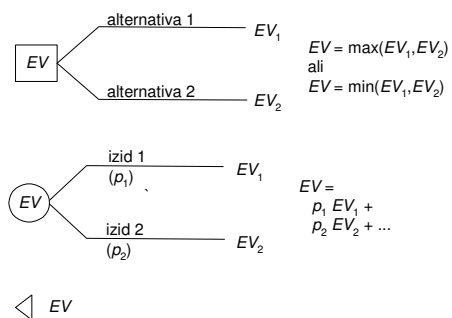 alternativa 1
EV₁
EV
EV = max(EV₁,EV₂)
ali
EV = min(EV₁,EV₂)
alternativa 2
EV₂
izid 1
(p₁)
EV₁
EV
EV =
p₁ EV₁ +
p₂ EV₂ + ...
izid 2
(p₂)
EV₂
EV